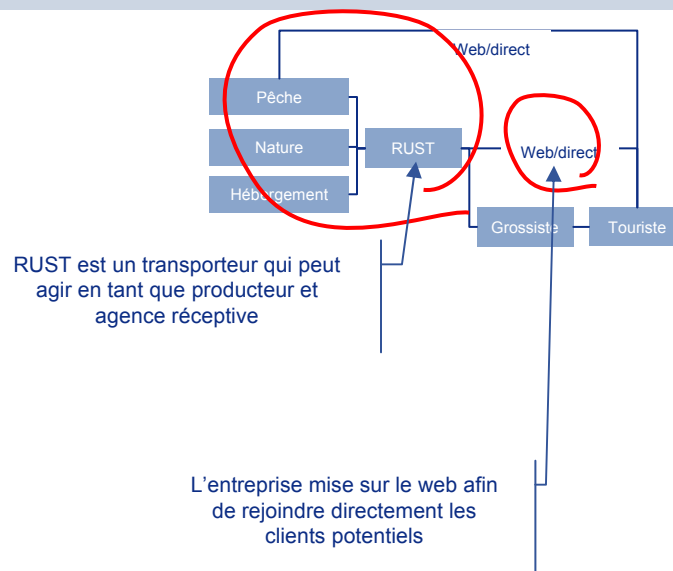 Web/direct
Pêche
Nature
RUST
Web/direct
Hébergement
Grossiste
Touriste
RUST est un transporteur qui peut
agir en tant que producteur et
agence réceptive
L'entreprise mise sur le web afin
de rejoindre directement les
clients potentiels